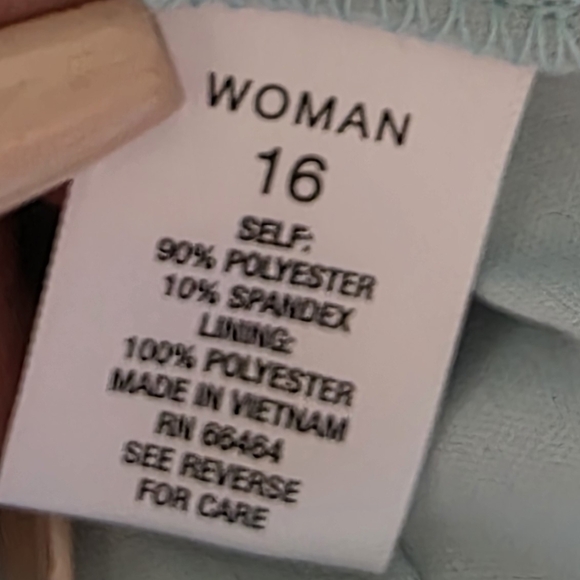 WOMAN
16
SELF:
90% POLYESTER
10% SPANDEX
LINING:
100% POLYESTER
MADE IN VIETNAM
RN 66464
SEE REVERSE
FOR CARE